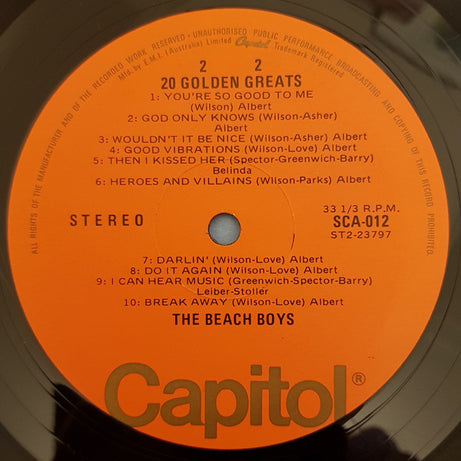 ALL RIGHTS OF THE MANUFACTURER AND OF THE RECORDED WORK RESERVED - UNAUTHORISED PUBLIC PERFORMANCE BROADCASTING AND COPYING OF THIS RECORD PROHIBITED.
Mfg. by E.M.I. (Australia) Limited Capitol Trademark Registered
2 2
20 GOLDEN GREATS
1: YOU'RE SO GOOD TO ME
(Wilson) Albert
2: GOD ONLY KNOWS (Wilson-Asher)
Albert
3: WOULDN'T IT BE NICE (Wilson-Asher) Albert
4: GOOD VIBRATIONS (Wilson-Love) Albert
5: THEN I KISSED HER (Spector-Greenwich-Barry)
Belinda
6: HEROES AND VILLAINS (Wilson-Parks) Albert
STEREO
33 1/3 R.P.M.
SCA-012
ST2-23797
7: DARLIN' (Wilson-Love) Albert
8: DO IT AGAIN (Wilson-Love) Albert
9: I CAN HEAR MUSIC (Greenwich-Spector-Barry)
Leiber-Stoller
10: BREAK AWAY (Wilson-Love) Albert
THE BEACH BOYS
Capitol®